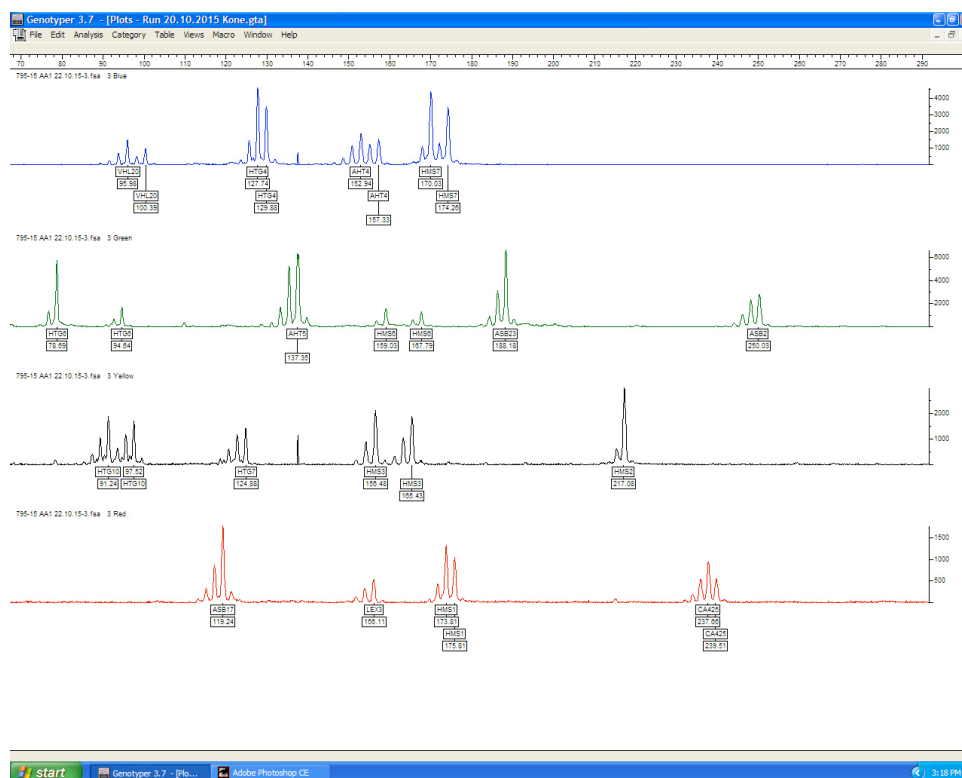 Genotyper 3.7 - [Plots - Run 20.10.2015 Kone.gta]
File Edit Analysis Category Table Views Macro Window Help
70 80 90 100 110 120 130 140 150 160 170 180 190 200 210 220 230 240 250 260 270 280 290
795-15 AA1 22.10.15-3.fsa 3 Blue
4000
3000
2000
1000
VHL20 HTG4 AHT4 HMS7
95.98 127.74 152.94 170.03
VHL20 HTG4 AHT4 HMS7
100.39 129.88 157.33 174.26
795-15 AA1 22.10.15-3.fsa 3 Green
6000
4000
2000
HTG6 HTG6 AHT5 HMS6 HMS6 ASB23 ASB2
78.69 94.64 137.35 159.03 167.79 188.18 250.03
795-15 AA1 22.10.15-3.fsa 3 Yellow
2000
1000
HTG10 97.52 HTG7 HMS3 HMS3 HMS2
91.24 HTG10 124.88 156.48 165.43 217.08
795-15 AA1 22.10.15-3.fsa 3 Red
1500
1000
500
ASB17 LEX3 HMS1 CA425
119.24 156.11 173.81 237.66
HMS1 CA425
175.81 239.51
start Genotyper 3.7 - [Plo... Adobe Photoshop CE 3:18 PM